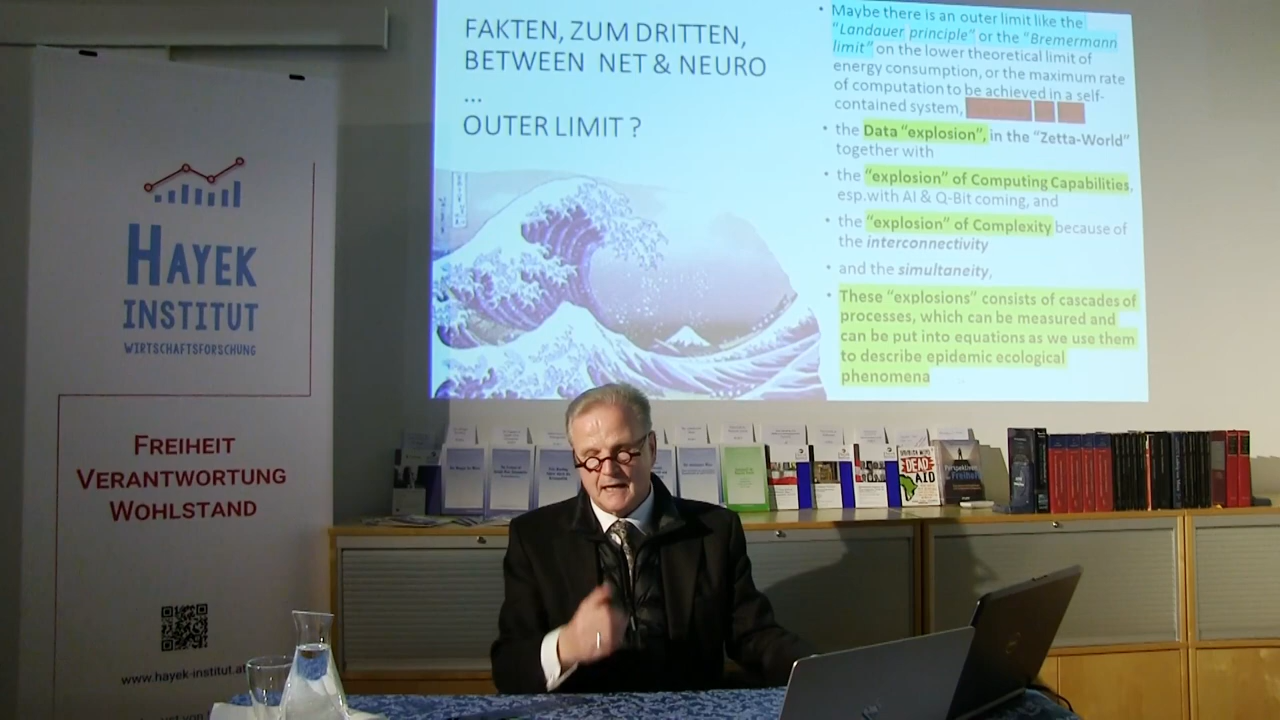 HAYEK
INSTITUT
WIRTSCHAFTSFORSCHUNG
FREIHEIT
VERANTWORTUNG
WOHLSTAND
www.hayek-institut.at
FAKTEN, ZUM DRITTEN,
BETWEEN NET & NEURO
...
OUTER LIMIT ?
• Maybe there is an outer limit like the
"Landauer principle" or the "Bremermann
limit" on the lower theoretical limit of
energy consumption, or the maximum rate
of computation to be achieved in a self-
contained system,
• the Data "explosion", in the "Zetta-World"
together with
• the "explosion" of Computing Capabilities,
esp.with AI & Q-Bit coming, and
• the "explosion" of Complexity because of
the interconnectivity
• and the simultaneity,
• These "explosions" consists of cascades of
processes, which can be measured and
can be put into equations as we use them
to describe epidemic ecological
phenomena
DEAD
AID